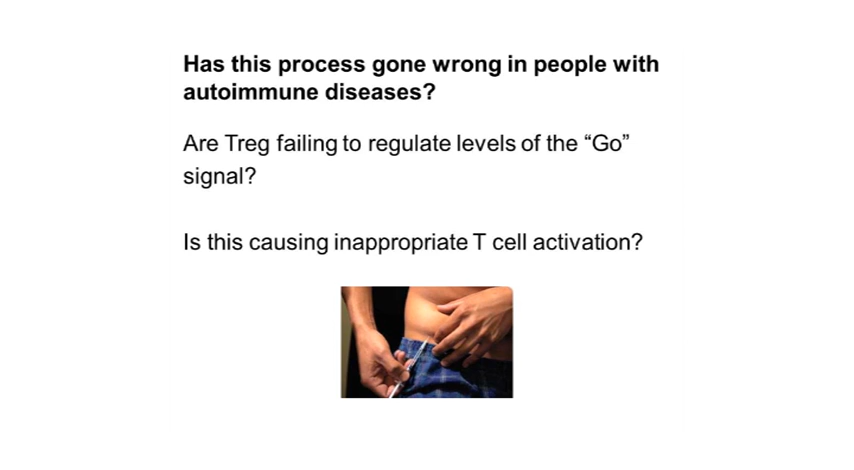 Has this process gone wrong in people with
autoimmune diseases?
Are Treg failing to regulate levels of the “Go”
signal?
Is this causing inappropriate T cell activation?